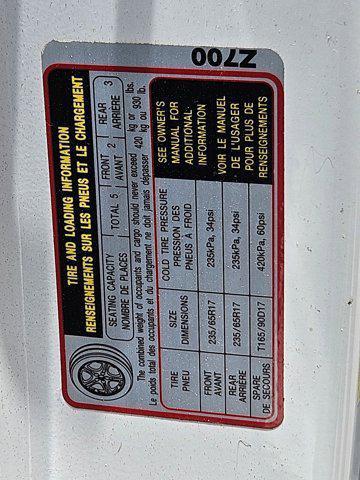 Z700
TIRE AND LOADING INFORMATION
RENSEIGNEMENTS SUR LES PNEUS ET LE CHARGEMENT
SEATING CAPACITY TOTAL 5 FRONT 2 REAR 3
NOMBRE DE PLACES AVANT ARRIÈRE
The combined weight of occupants and cargo should never exceed 420 kg or 930 lbs.
Le poids total des occupants et du chargement ne doit jamais dépasser 420 kg ou 930 lb.
TIRE SIZE COLD TIRE PRESSURE
PNEU DIMENSIONS PRESSION DES
PNEUS À FROID
FRONT
AVANT 235/65R17 235kPa, 34psi
REAR
ARRIÈRE 235/65R17 235kPa, 34psi
SPARE
DE SECOURS T165/90D17 420kPa, 60psi
SEE OWNER'S
MANUAL FOR
ADDITIONAL
INFORMATION
VOIR LE MANUEL
DE L'USAGER
POUR PLUS DE
RENSEIGNEMENTS